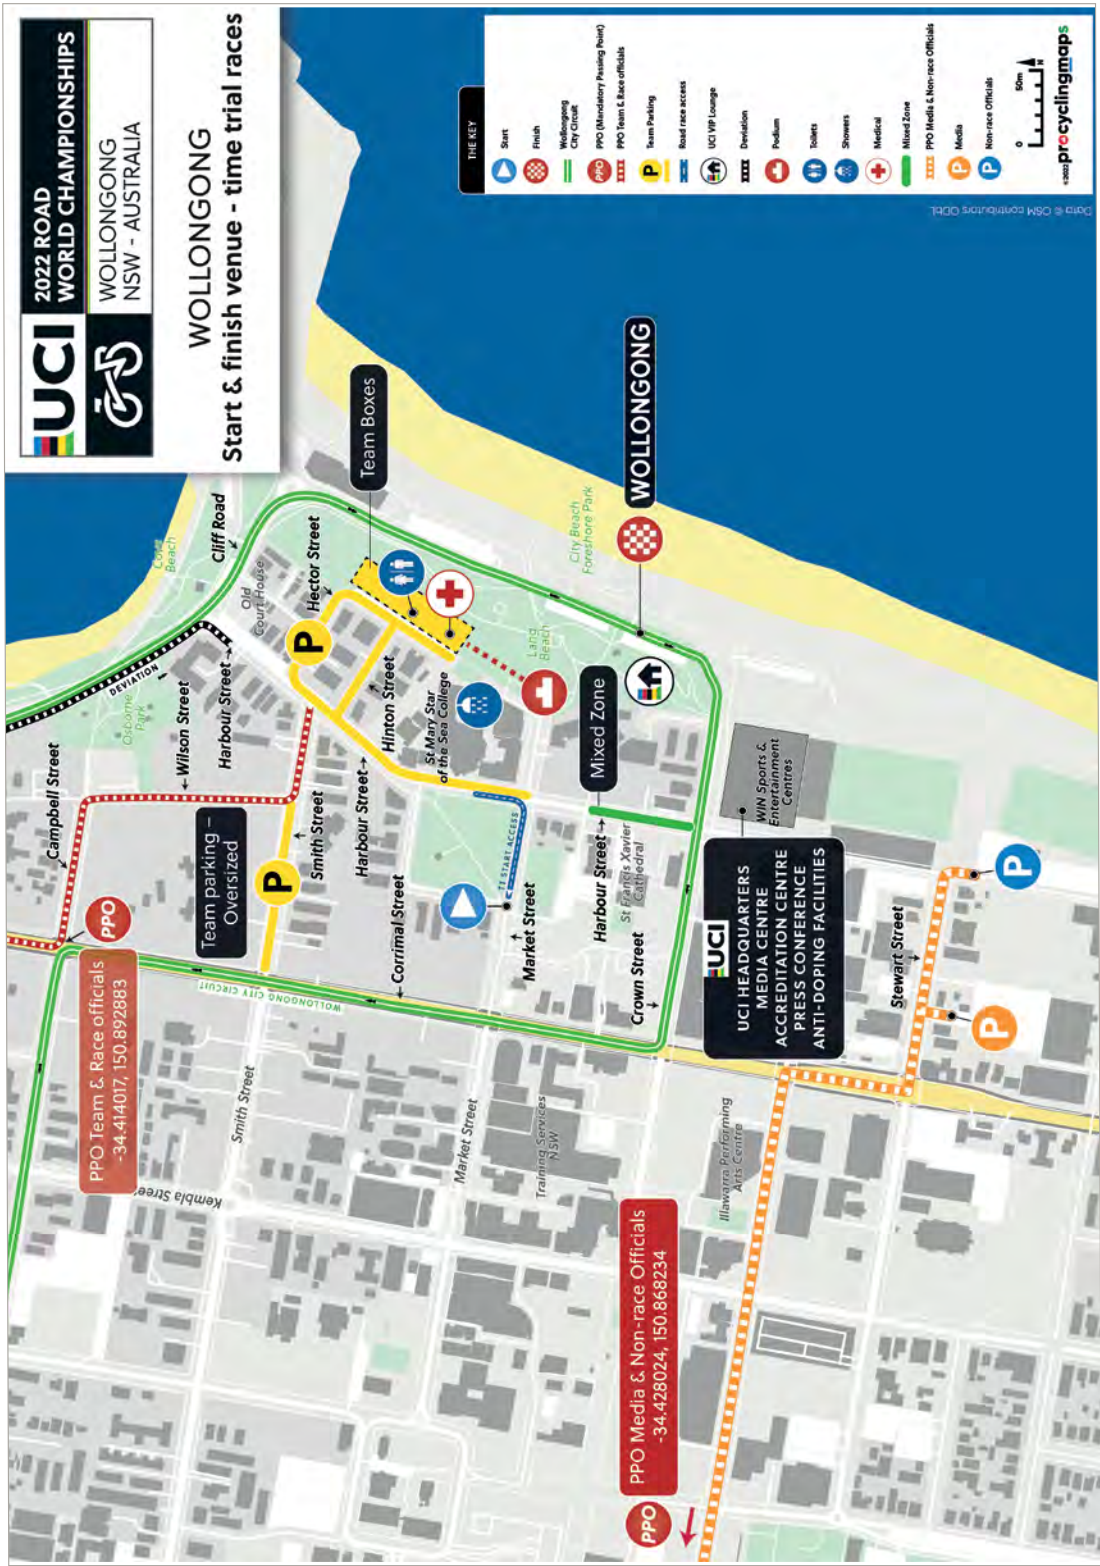 UCI
2022 ROAD
WORLD CHAMPIONSHIPS
WOLLONGONG
NSW - AUSTRALIA
WOLLONGONG
Start & finish venue - time trial races
THE KEY
Start
Finish
Wollongong
City Circuit
PPO
PPO (Mandatory Passing Point)
PPO Team & Race officials
P
Team Parking
Road race access
UCI VIP Lounge
Deviation
Podium
Toilets
Showers
Medical
Mixed Zone
PPO Media & Non-race Officials
P
Media
P
Non-race Officials
0
50m
N
©2022 procyclingmaps
Data © OSM contributors ODbL
Team Boxes
WOLLONGONG
Cliff Road
Beach
Old
Court House
Hector Street
City Beach
Foreshore Park
DEVIATION
Osborne
Park
Wilson Street
Harbour Street
P
Hinton Street
St Mary Star
of the Sea College
Lang
Beach
Mixed Zone
Campbell Street
PPO
PPO Team & Race officials
-34.414017, 150.892883
Team parking –
Oversized
P
Smith Street
Harbour Street
Corrimal Street
TT START ACCESS
Market Street
Harbour Street
St Francis Xavier
Cathedral
Crown Street
WIN Sports &
Entertainment
Centres
UCI
UCI HEADQUARTERS
MEDIA CENTRE
ACCREDITATION CENTRE
PRESS CONFERENCE
ANTI-DOPING FACILITIES
Stewart Street
P
P
WOLLONGONG CITY CIRCUIT
Smith Street
Kembla Street
Market Street
Training Services
NSW
Illawarra Performing
Arts Centre
PPO Media & Non-race Officials
-34.428024, 150.868234
PPO